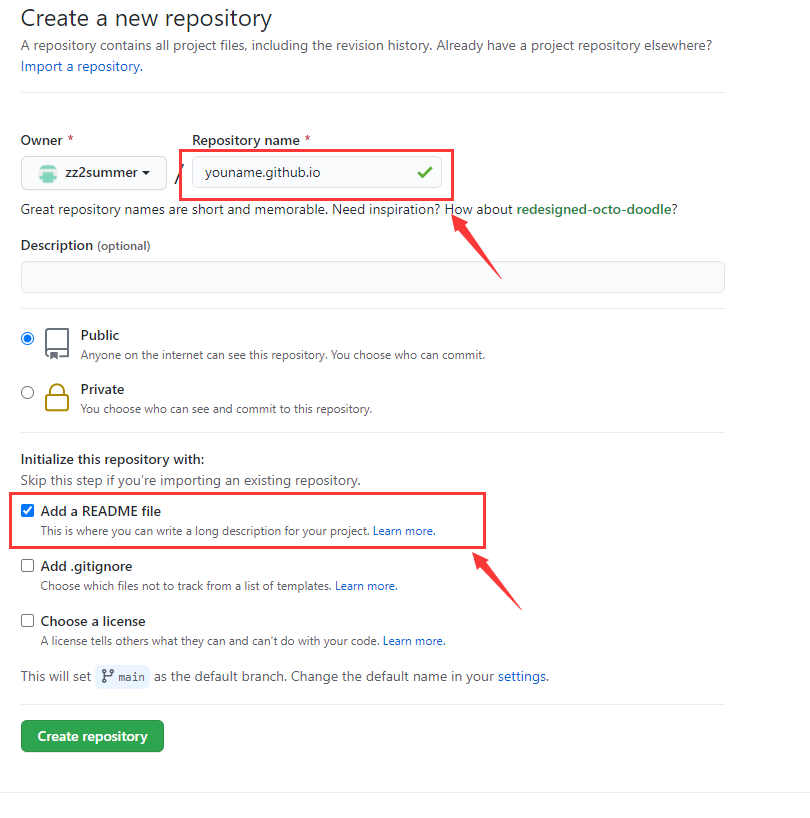 Create a new repository
A repository contains all project files, including the revision history. Already have a project repository elsewhere?
Import a repository.
Owner * Repository name *
zz2summer / youname.github.io
Great repository names are short and memorable. Need inspiration? How about redesigned-octo-doodle?
Description (optional)
Public
Anyone on the internet can see this repository. You choose who can commit.
Private
You choose who can see and commit to this repository.
Initialize this repository with:
Skip this step if you're importing an existing repository.
Add a README file
This is where you can write a long description for your project. Learn more.
Add .gitignore
Choose which files not to track from a list of templates. Learn more.
Choose a license
A license tells others what they can and can't do with your code. Learn more.
This will set main as the default branch. Change the default name in your settings.
Create repository